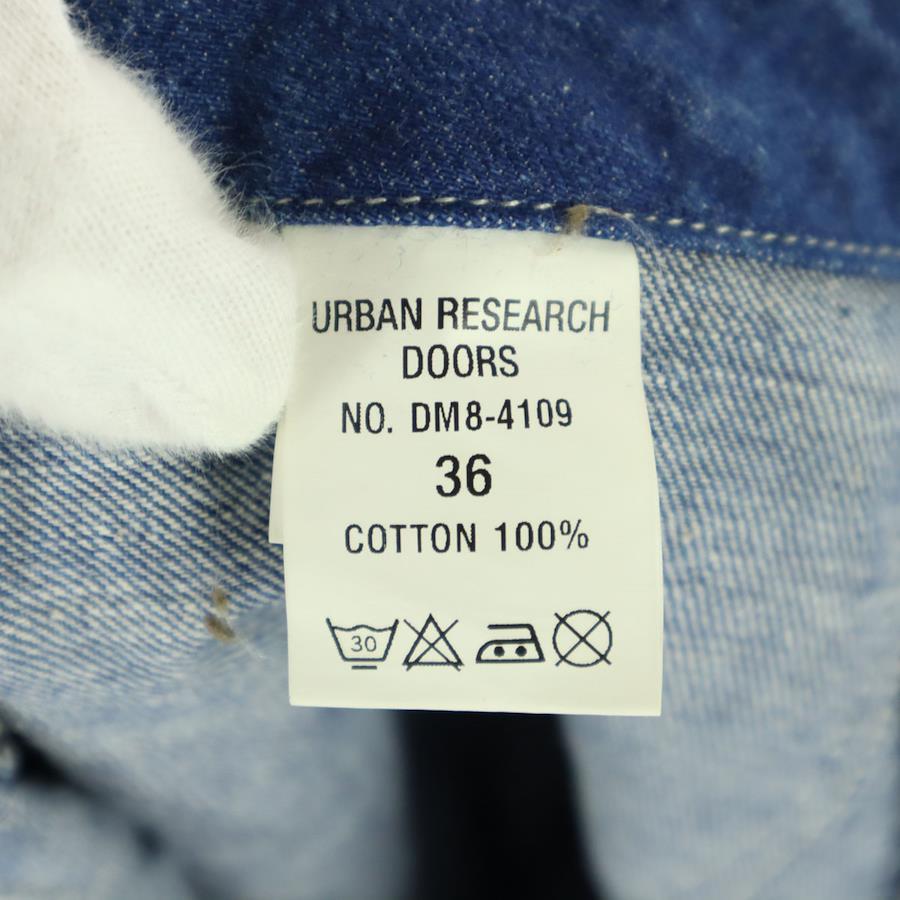 URBAN RESEARCH
DOORS
NO. DM8-4109
36
COTTON 100%
30